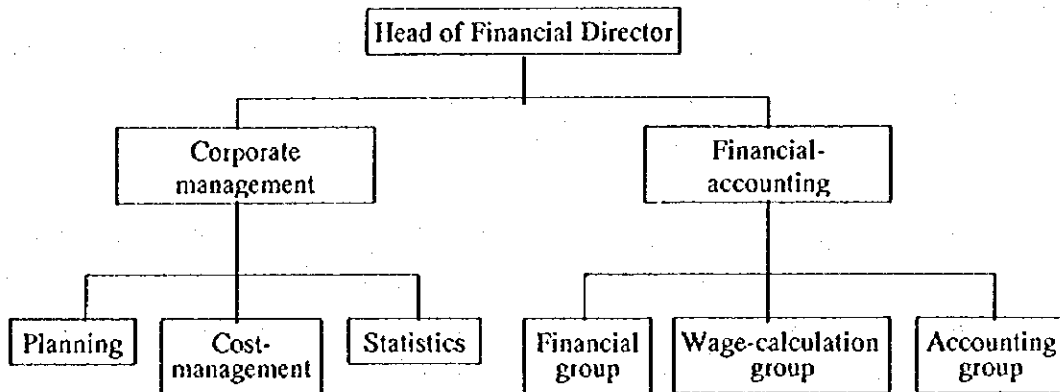 Head of Financial Director
Corporate
management
Financial-
accounting
Planning
Cost-
management
Statistics
Financial
group
Wage-calculation
group
Accounting
group